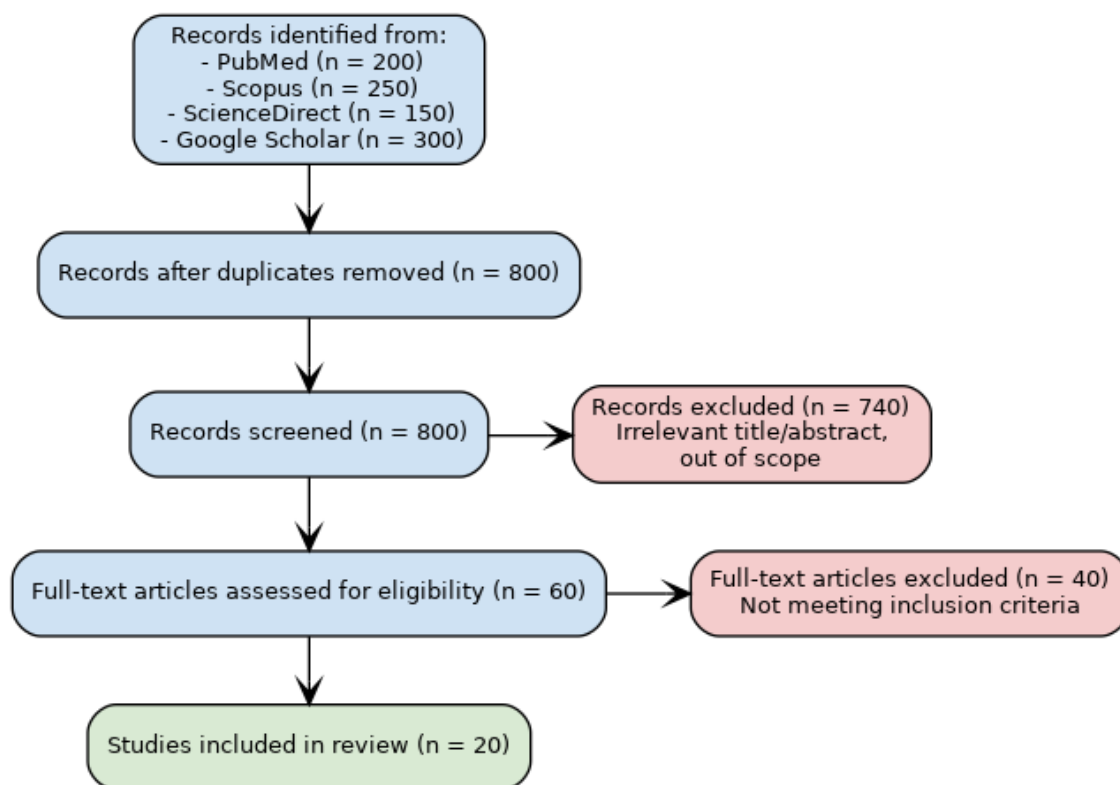 Records identified from:
- PubMed (n = 200)
- Scopus (n = 250)
- ScienceDirect (n = 150)
- Google Scholar (n = 300)
Records after duplicates removed (n = 800)
Records screened (n = 800)
Records excluded (n = 740)
Irrelevant title/abstract,
out of scope
Full-text articles assessed for eligibility (n = 60)
Full-text articles excluded (n = 40)
Not meeting inclusion criteria
Studies included in review (n = 20)